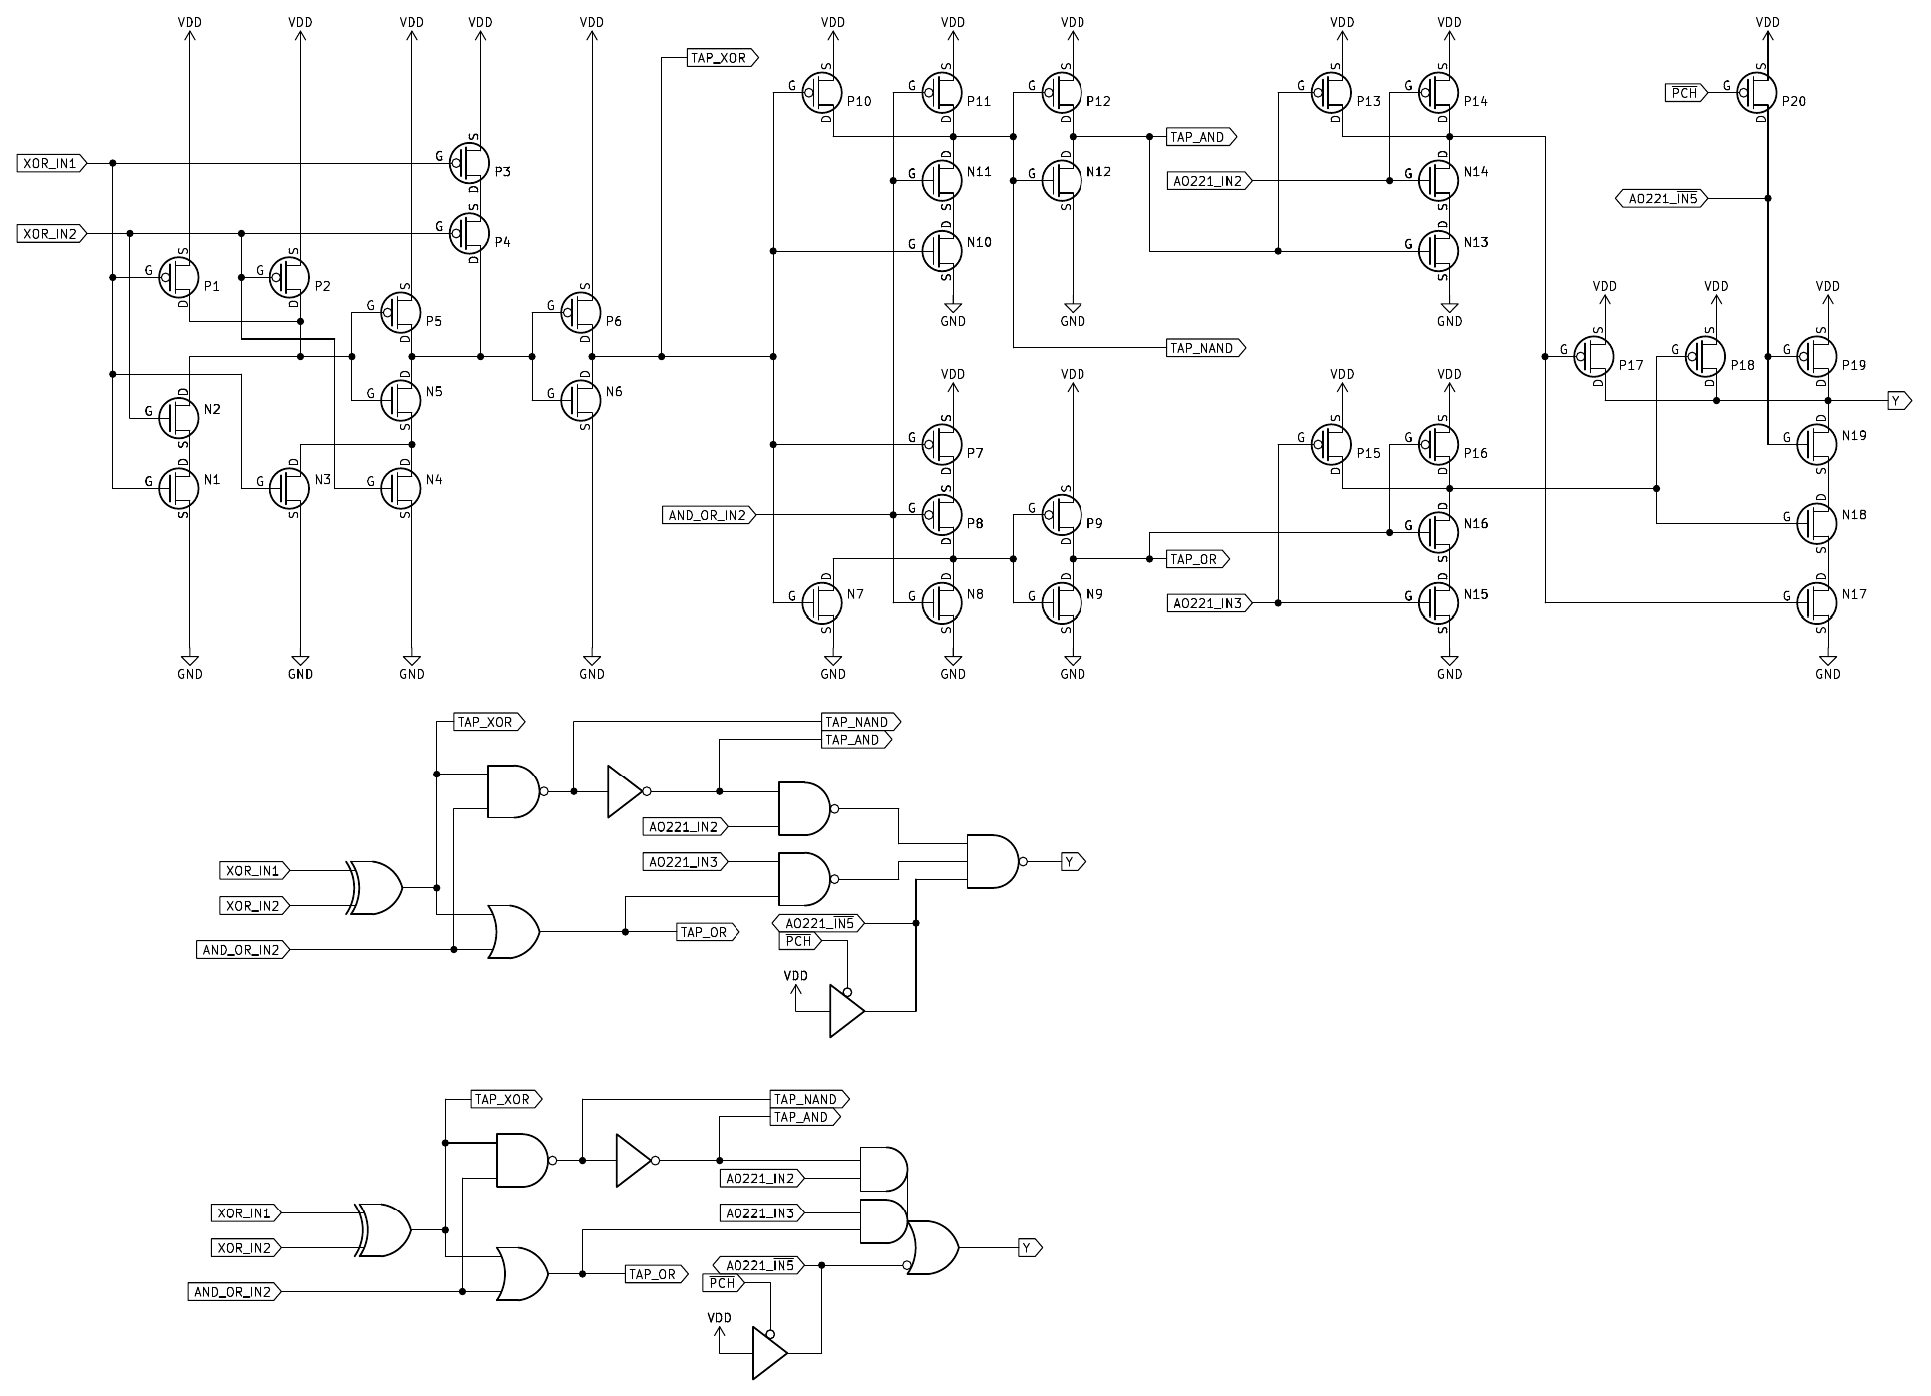 VDD VDD VDD VDD VDD VDD VDD VDD VDD VDD VDD
TAP_XOR
S S S S S S
G P10 G P11 G P12 G P13 G P14 PCH G P20
D D D D D D
TAP_AND
XOR_IN1 G S P3 D
G N11 G N12 AO221_IN2 G N14
D S D S D S
AO221_IN5
XOR_IN2 G S P4 D
G N10 G N13
D S D S
G S P1 D G S P2 D
VDD VDD VDD
G S P5 D G S P6 D
GND GND GND
TAP_NAND
G S P17 D G S P18 D G S P19 D
VDD VDD VDD VDD
G D N5 S G D N6 S
Y
G D N2 S
G S P7 D G S P15 D G S P16 D G D N19 S
G D N1 S G D N3 S G D N4 S
AND_OR_IN2 G S P8 D G S P9 D G D N16 S G D N18 S
TAP_OR
G D N7 S G D N8 S G D N9 S AO221_IN3 G D N15 S G D N17 S
GND GND GND GND GND GND GND GND GND
TAP_XOR
TAP_NAND
TAP_AND
AO221_IN2
AO221_IN3
XOR_IN1
XOR_IN2
Y
AO221_IN5
TAP_OR
PCH
AND_OR_IN2
VDD
TAP_XOR
TAP_NAND
TAP_AND
AO221_IN2
XOR_IN1
AO221_IN3
XOR_IN2
Y
AO221_IN5
TAP_OR
PCH
AND_OR_IN2
VDD